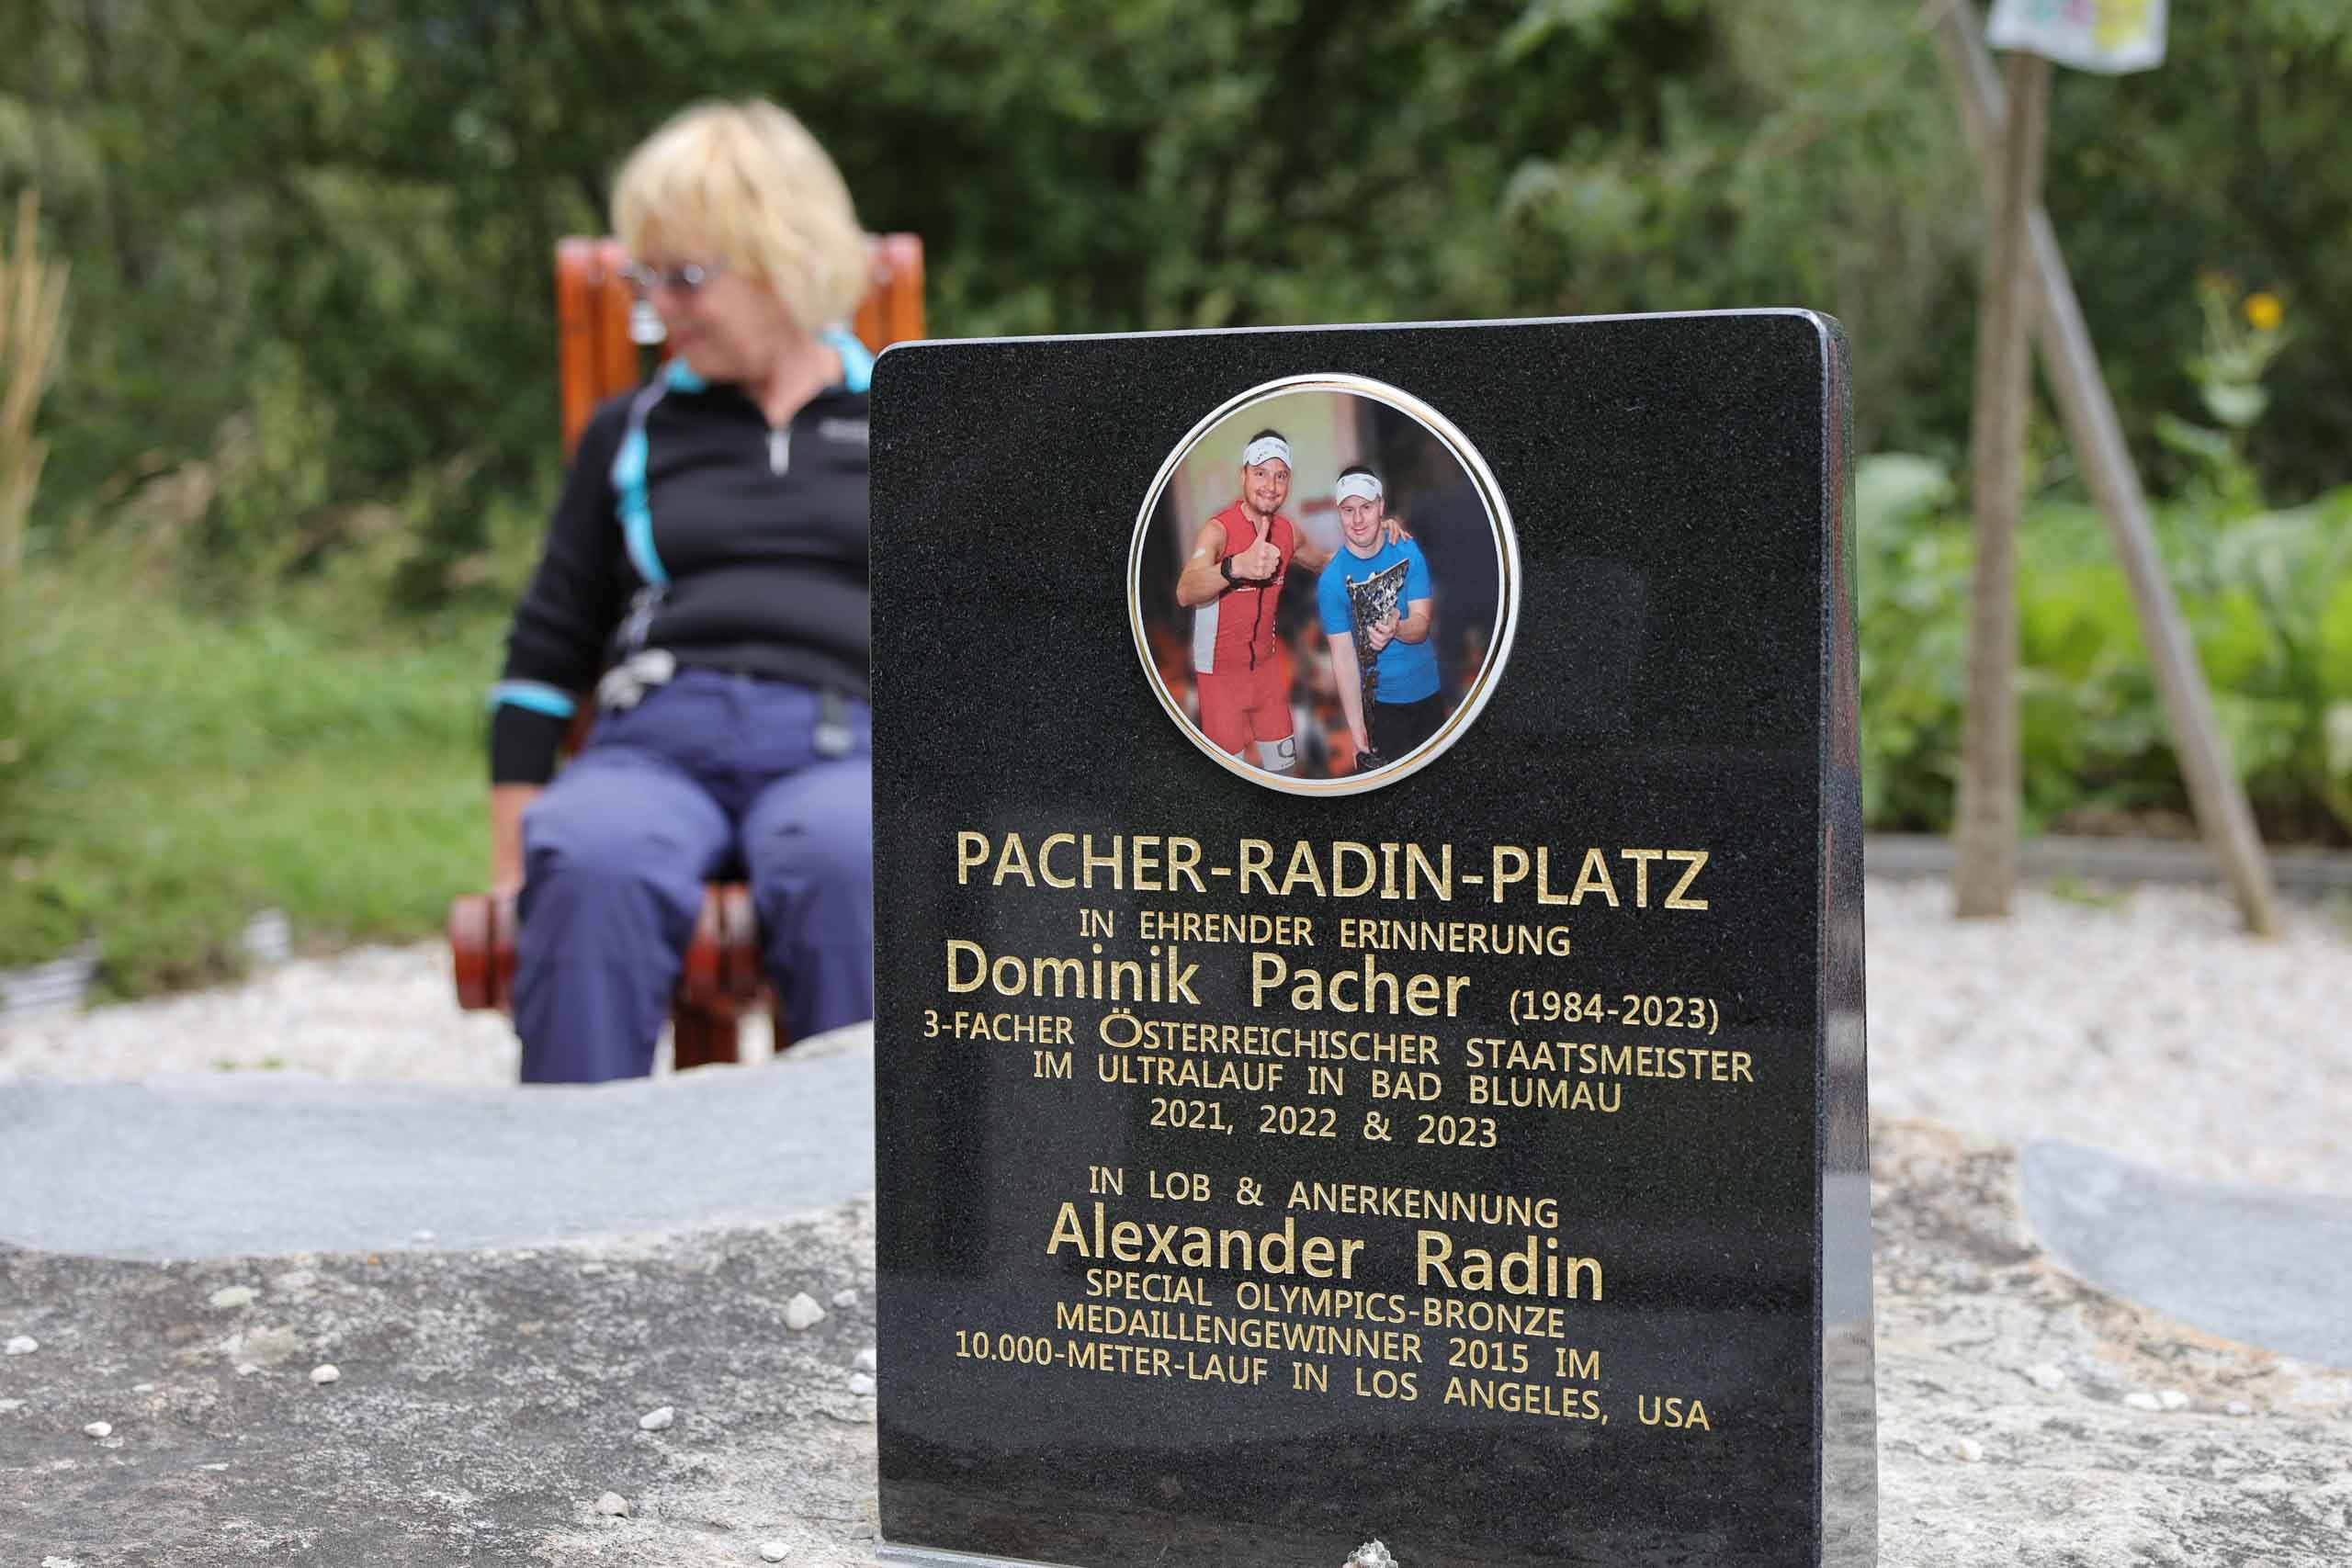 PACHER-RADIN-PLATZ
IN EHRENDER ERINNERUNG
Dominik Pacher (1984-2023)
3-FACHER ÖSTERREICHISCHER STAATSMEISTER
IM ULTRALAUF IN BAD BLUMAU
2021, 2022 & 2023
IN LOB & ANERKENNUNG
Alexander Radin
SPECIAL OLYMPICS-BRONZE
MEDAILLENGEWINNER 2015 IM
10.000-METER-LAUF IN LOS ANGELES, USA